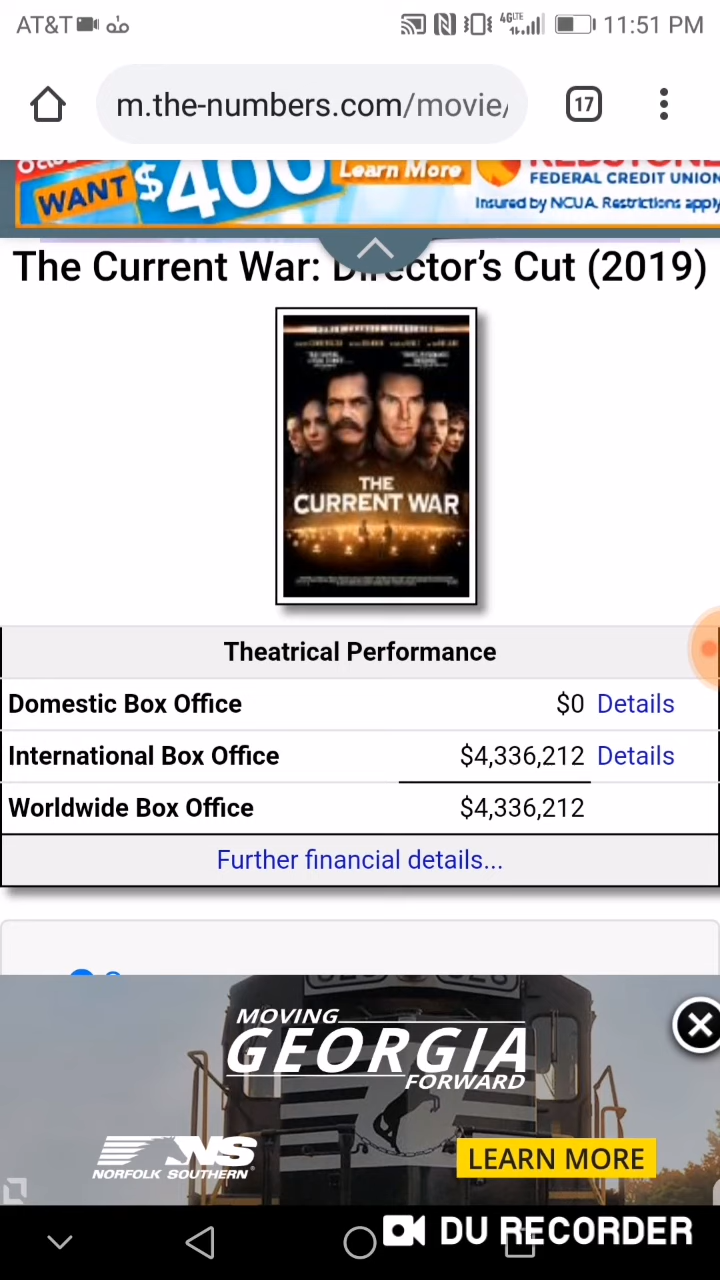 AT&T 4GLTE 11:51 PM
m.the-numbers.com/movie/ 17
WANT $400 Learn More
FEDERAL CREDIT UNION
Insured by NCUA. Restrictions apply
The Current War: Director's Cut (2019)
THE
CURRENT WAR
Theatrical Performance
Domestic Box Office $0 Details
International Box Office $4,336,212 Details
Worldwide Box Office $4,336,212
Further financial details...
MOVING
GEORGIA
FORWARD
NS
NORFOLK SOUTHERN
LEARN MORE
DU RECORDER